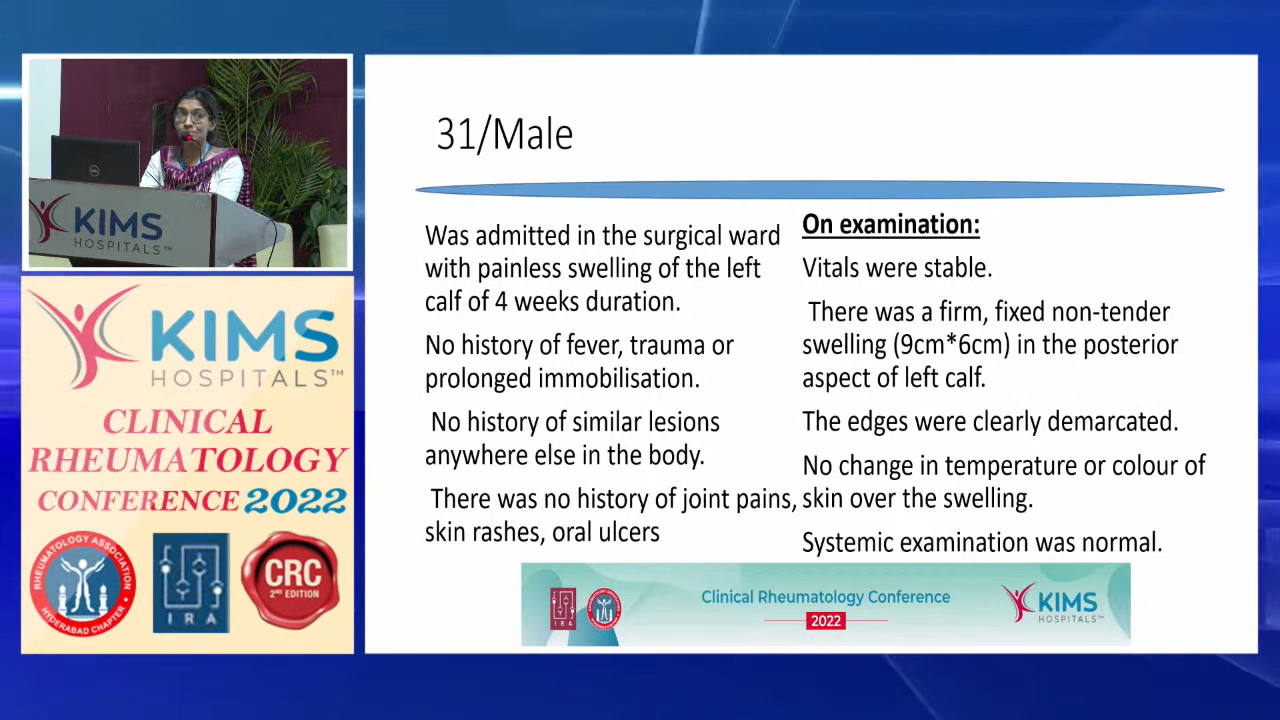 KIMS
HOSPITALS™
KIMS
HOSPITALS™
CLINICAL
RHEUMATOLOGY
CONFERENCE 2022
RHEUMATOLOGY ASSOCIATION
HYDERABAD CHAPTER
IRA
CRC
2ND EDITION
31/Male
Was admitted in the surgical ward
with painless swelling of the left
calf of 4 weeks duration.
No history of fever, trauma or
prolonged immobilisation.
No history of similar lesions
anywhere else in the body.
There was no history of joint pains,
skin rashes, oral ulcers
On examination:
Vitals were stable.
There was a firm, fixed non-tender
swelling (9cm*6cm) in the posterior
aspect of left calf.
The edges were clearly demarcated.
No change in temperature or colour of
skin over the swelling.
Systemic examination was normal.
IRA
Clinical Rheumatology Conference
2022
KIMS
HOSPITALS™